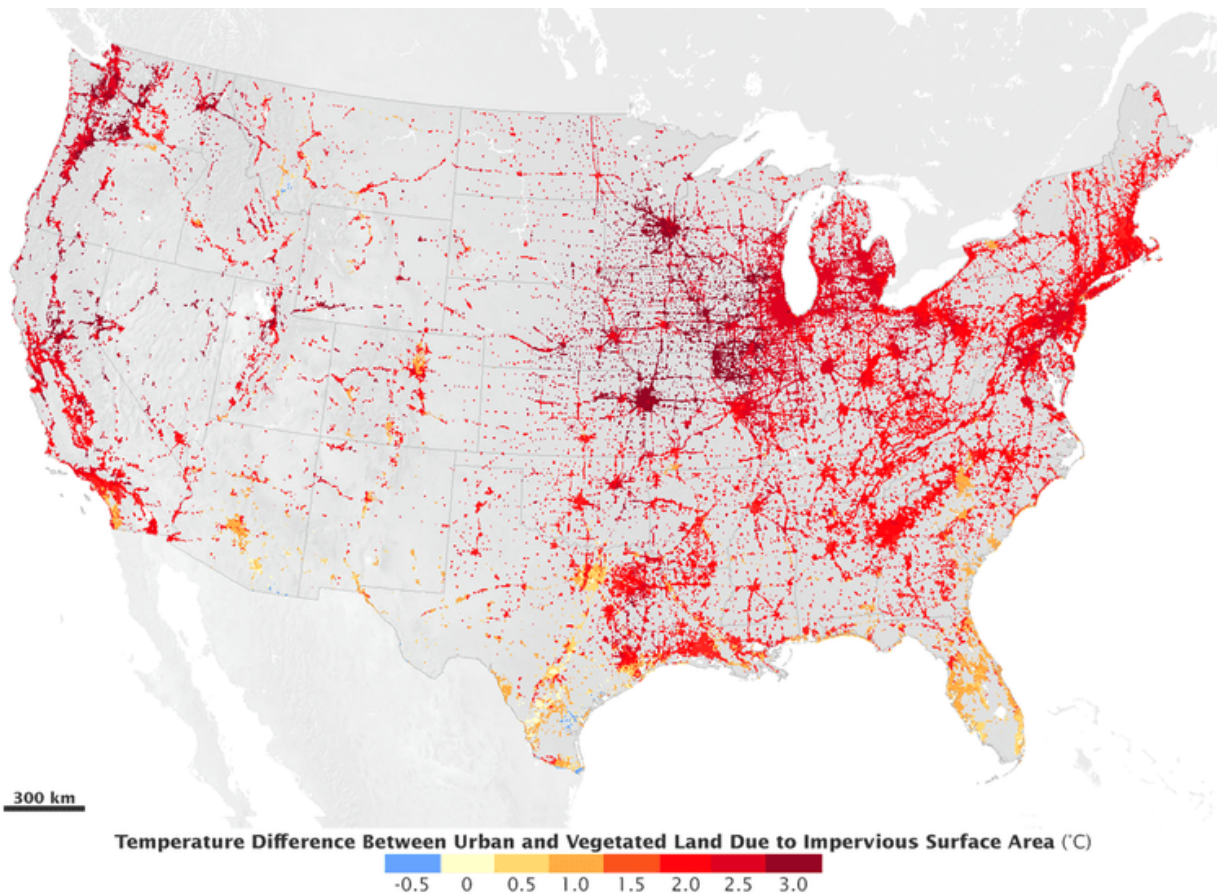 300 km
Temperature Difference Between Urban and Vegetated Land Due to Impervious Surface Area (˚C)
-0.5 0 0.5 1.0 1.5 2.0 2.5 3.0